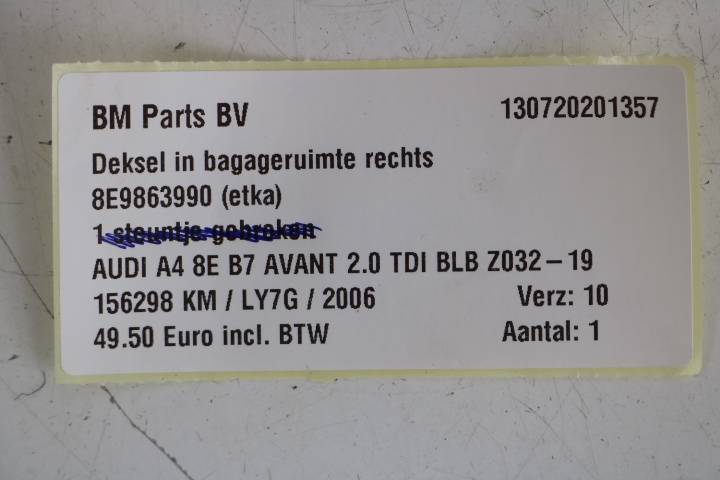 BM Parts BV 130720201357
Deksel in bagageruimte rechts
8E9863990 (etka)
1 steuntje gebroken
AUDI A4 8E B7 AVANT 2.0 TDI BLB Z032-19
156298 KM / LY7G / 2006 Verz: 10
49.50 Euro incl. BTW Aantal: 1